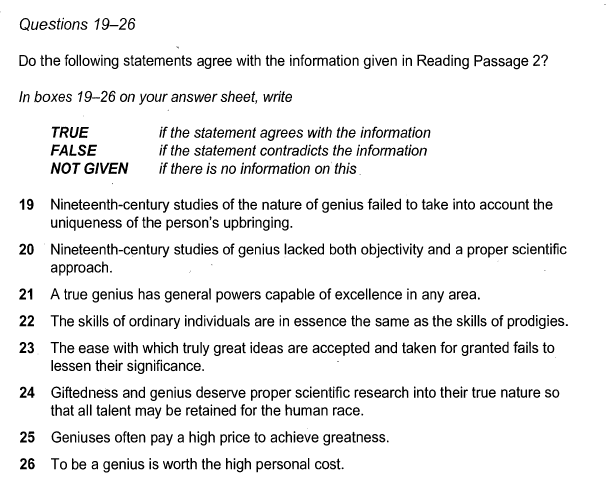 Questions 19–26
Do the following statements agree with the information given in Reading Passage 2?
In boxes 19–26 on your answer sheet, write
TRUE if the statement agrees with the information
FALSE if the statement contradicts the information
NOT GIVEN if there is no information on this
19 Nineteenth-century studies of the nature of genius failed to take into account the
uniqueness of the person's upbringing.
20 Nineteenth-century studies of genius lacked both objectivity and a proper scientific
approach.
21 A true genius has general powers capable of excellence in any area.
22 The skills of ordinary individuals are in essence the same as the skills of prodigies.
23 The ease with which truly great ideas are accepted and taken for granted fails to
lessen their significance.
24 Giftedness and genius deserve proper scientific research into their true nature so
that all talent may be retained for the human race.
25 Geniuses often pay a high price to achieve greatness.
26 To be a genius is worth the high personal cost.